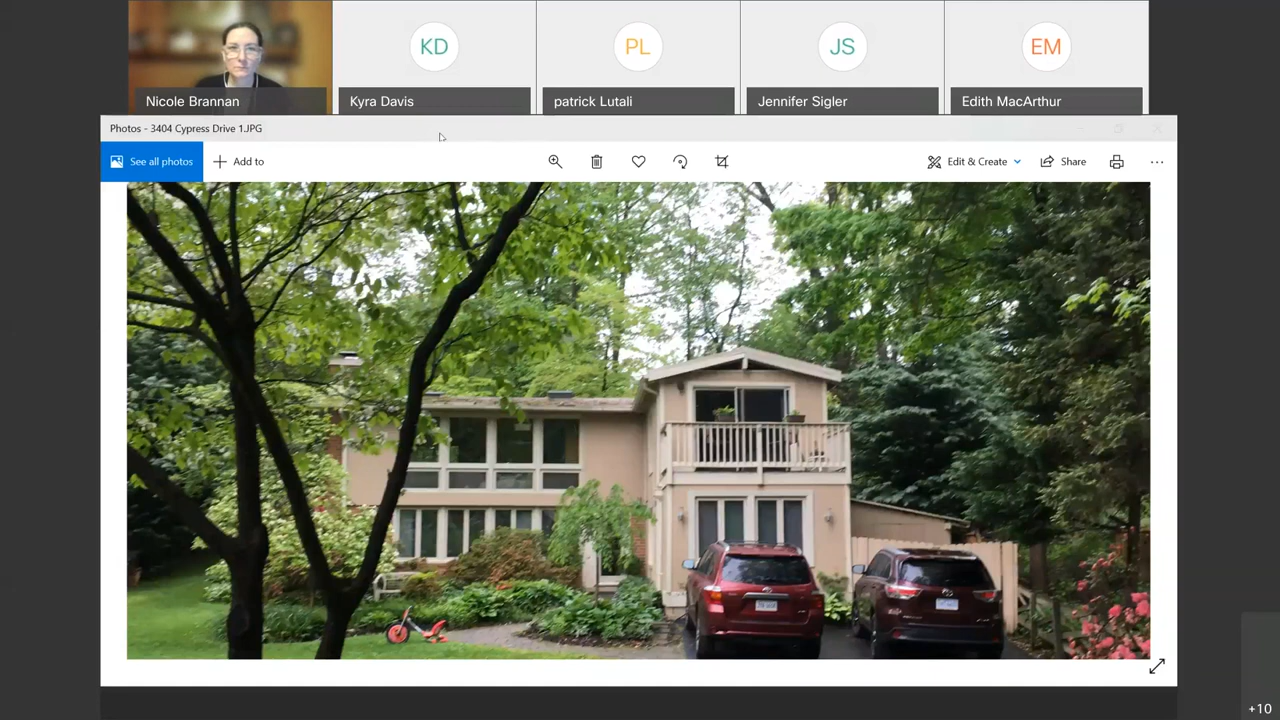 KD
PL
JS
EM
Nicole Brannan
Kyra Davis
patrick Lutali
Jennifer Sigler
Edith MacArthur
Photos - 3404 Cypress Drive 1.JPG
See all photos
Add to
Edit & Create
Share
+10